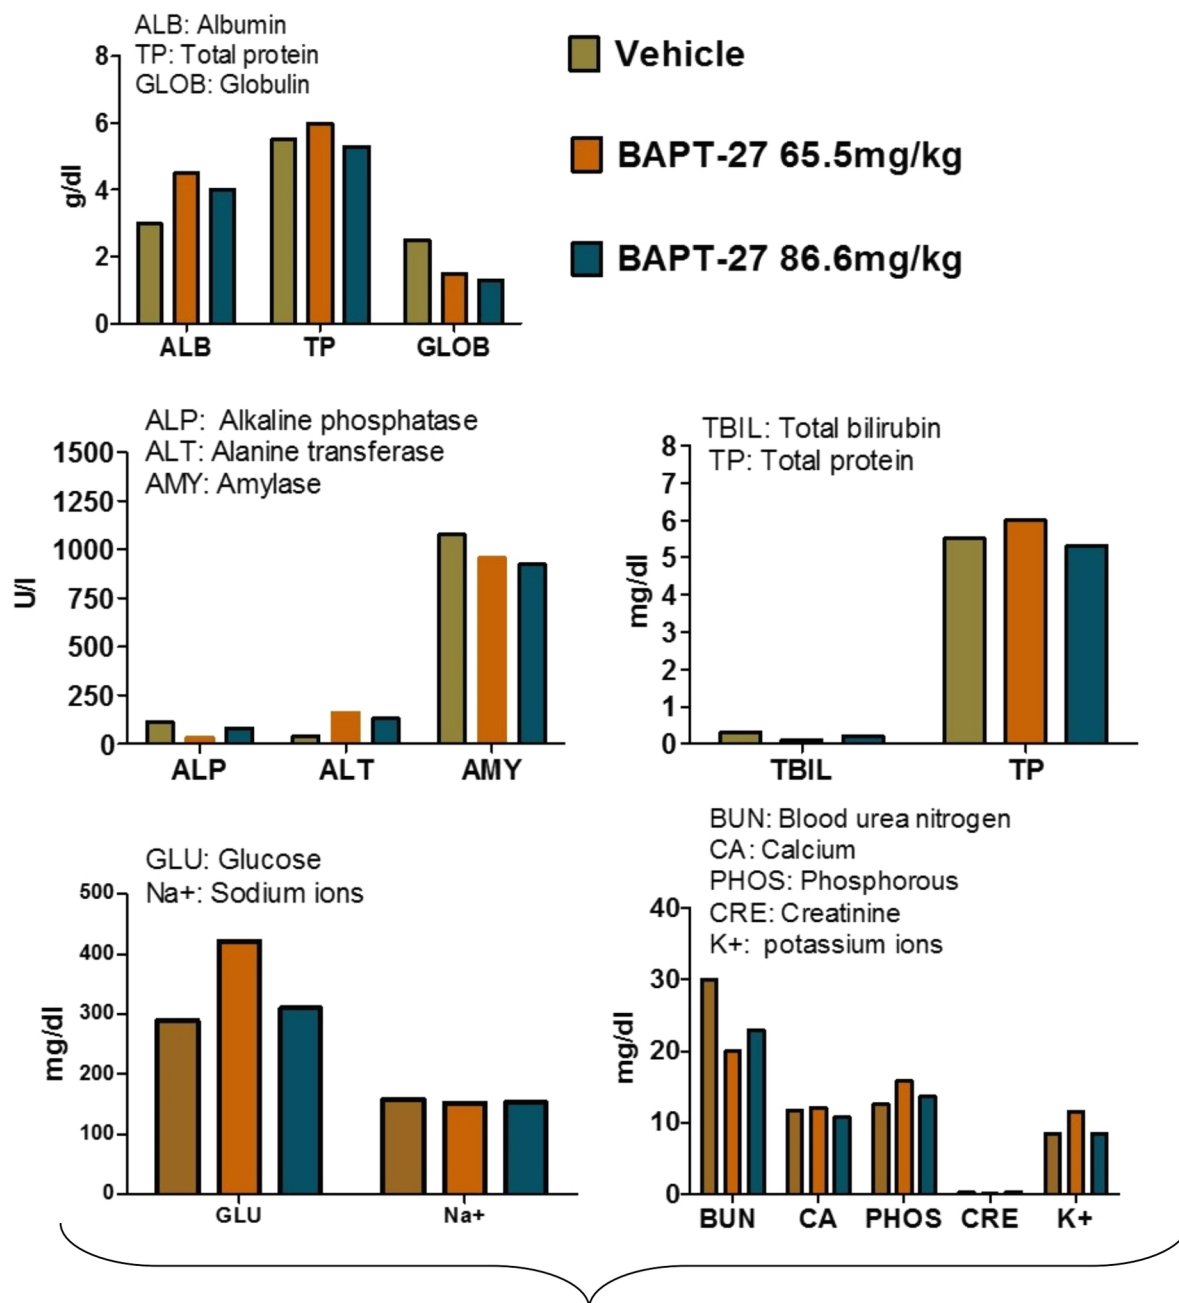 ALB: Albumin
TP: Total protein
GLOB: Globulin
8
6
4
2
0
g/dl
ALB TP GLOB
Vehicle
BAPT-27 65.5mg/kg
BAPT-27 86.6mg/kg
ALP: Alkaline phosphatase
ALT: Alanine transferase
AMY: Amylase
1500
1250
1000
750
500
250
0
U/l
ALP ALT AMY
TBIL: Total bilirubin
TP: Total protein
8
7
6
5
4
3
2
1
0
mg/dl
TBIL TP
GLU: Glucose
Na+: Sodium ions
500
400
300
200
100
0
mg/dl
GLU Na+
BUN: Blood urea nitrogen
CA: Calcium
PHOS: Phosphorous
CRE: Creatinine
K+: potassium ions
40
30
20
10
0
mg/dl
BUN CA PHOS CRE K+